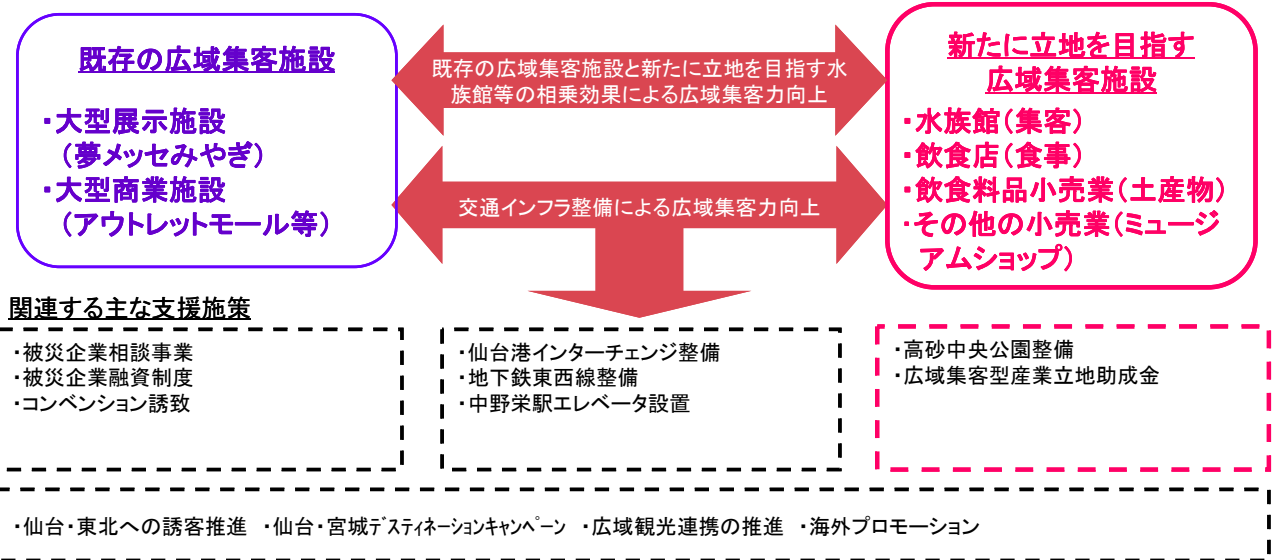 既存の広域集客施設
・大型展示施設
（夢メッセみやぎ）
・大型商業施設
（アウトレットモール等）
既存の広域集客施設と新たに立地を目指す水
族館等の相乗効果による広域集客力向上
交通インフラ整備による広域集客力向上
新たに立地を目指す
広域集客施設
・水族館（集客）
・飲食店（食事）
・飲食料品小売業（土産物）
・その他の小売業（ミュージ
アムショップ）
関連する主な支援施策
・被災企業相談事業
・被災企業融資制度
・コンベンション誘致
・仙台港インターチェンジ整備
・地下鉄東西線整備
・中野栄駅エレベータ設置
・高砂中央公園整備
・広域集客型産業立地助成金
・仙台・東北への誘客推進 ・仙台・宮城ﾃﾞｽﾃｨﾈｰｼｮﾝｷｬﾝﾍﾟｰﾝ ・広域観光連携の推進 ・海外プロモーション